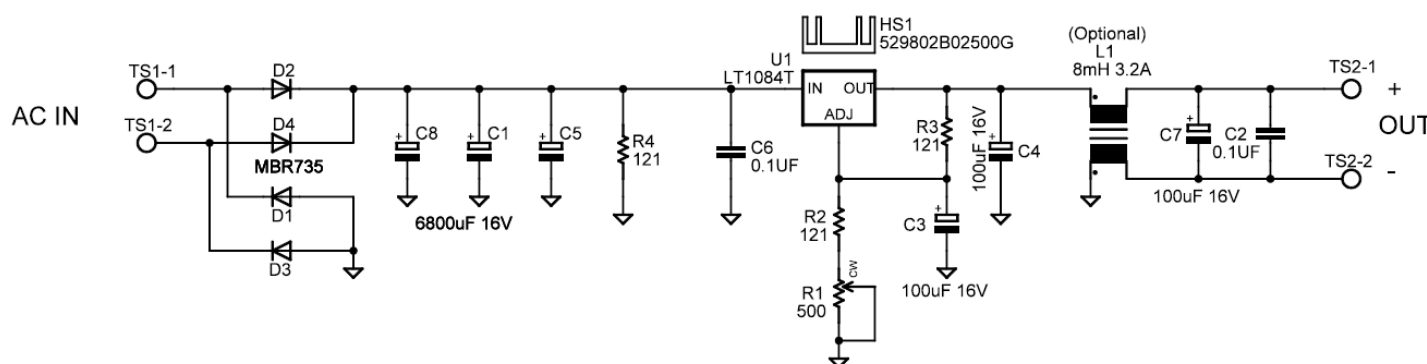 HS1
529802B02500G
(Optional)
L1
8mH 3.2A
U1
LT1084T
TS1-1
D2
IN
OUT
ADJ
TS2-1
+
AC IN
TS1-2
D4
MBR735
+
C8
+
C1
+
C5
R4
121
C6
0.1UF
R3
121
100uF 16V
+
C4
+
C7
C2
0.1UF
OUT
TS2-2
-
D1
6800uF 16V
100uF 16V
R2
121
+
C3
D3
CW
R1
500
100uF 16V